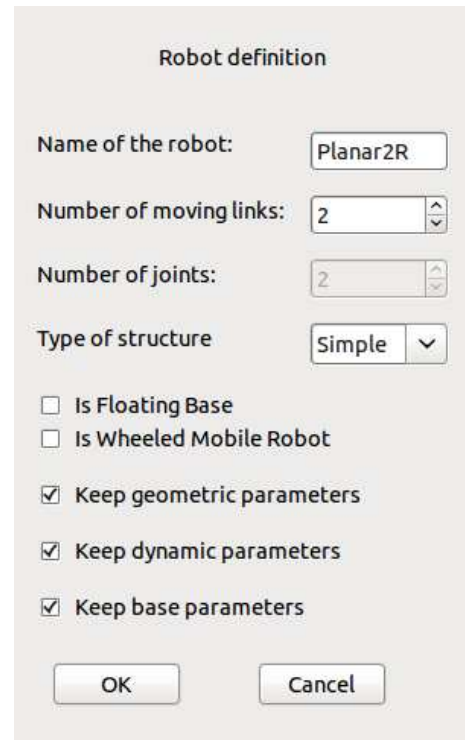 Robot definition
Name of the robot: Planar2R
Number of moving links: 2
Number of joints: 2
Type of structure Simple
Is Floating Base
Is Wheeled Mobile Robot
Keep geometric parameters
Keep dynamic parameters
Keep base parameters
OK Cancel